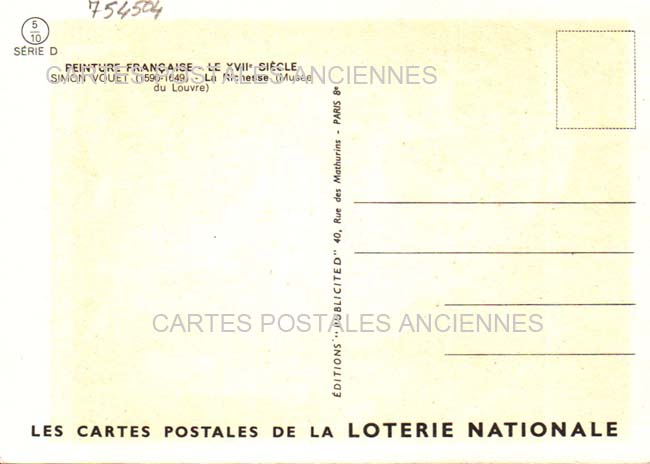 754504
5
10
SÉRIE D
PEINTURE FRANÇAISE - LE XVIIe SIÈCLE
SIMON VOUET (1590-1649) - La Richesse (Musée
du Louvre)
CARTES POSTALES ANCIENNES
ÉDITIONS "PUBLICITED" 40, Rue des Mathurins - PARIS 8e
CARTES POSTALES ANCIENNES
LES CARTES POSTALES DE LA LOTERIE NATIONALE